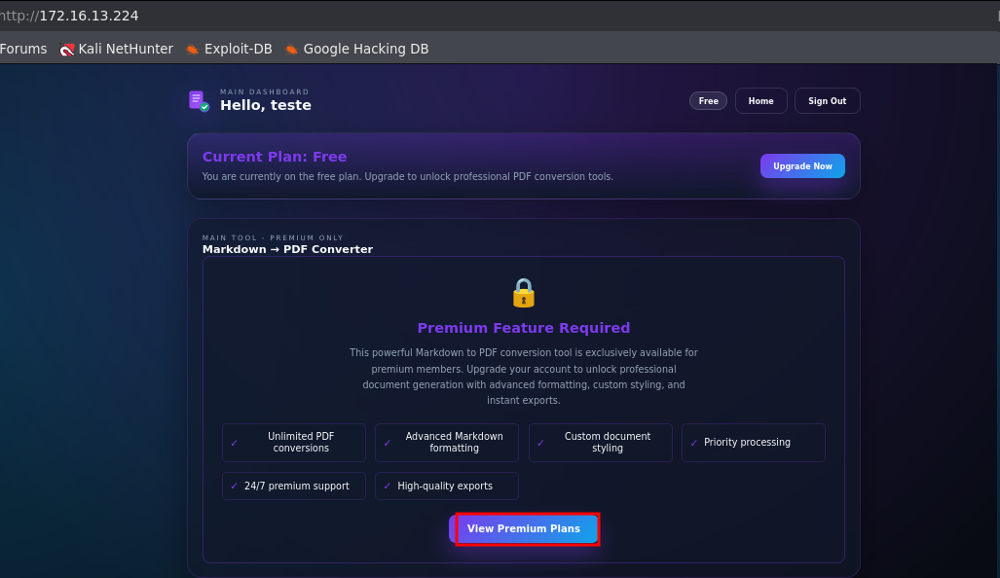 http://172.16.13.224
Forums Kali NetHunter Exploit-DB Google Hacking DB
MAIN DASHBOARD
Hello, teste
Free Home Sign Out
Current Plan: Free
You are currently on the free plan. Upgrade to unlock professional PDF conversion tools.
Upgrade Now
MAIN TOOL - PREMIUM ONLY
Markdown → PDF Converter
Premium Feature Required
This powerful Markdown to PDF conversion tool is exclusively available for
premium members. Upgrade your account to unlock professional
document generation with advanced formatting, custom styling, and
instant exports.
✓ Unlimited PDF
conversions
✓ Advanced Markdown
formatting
✓ Custom document
styling
✓ Priority processing
✓ 24/7 premium support
✓ High-quality exports
View Premium Plans